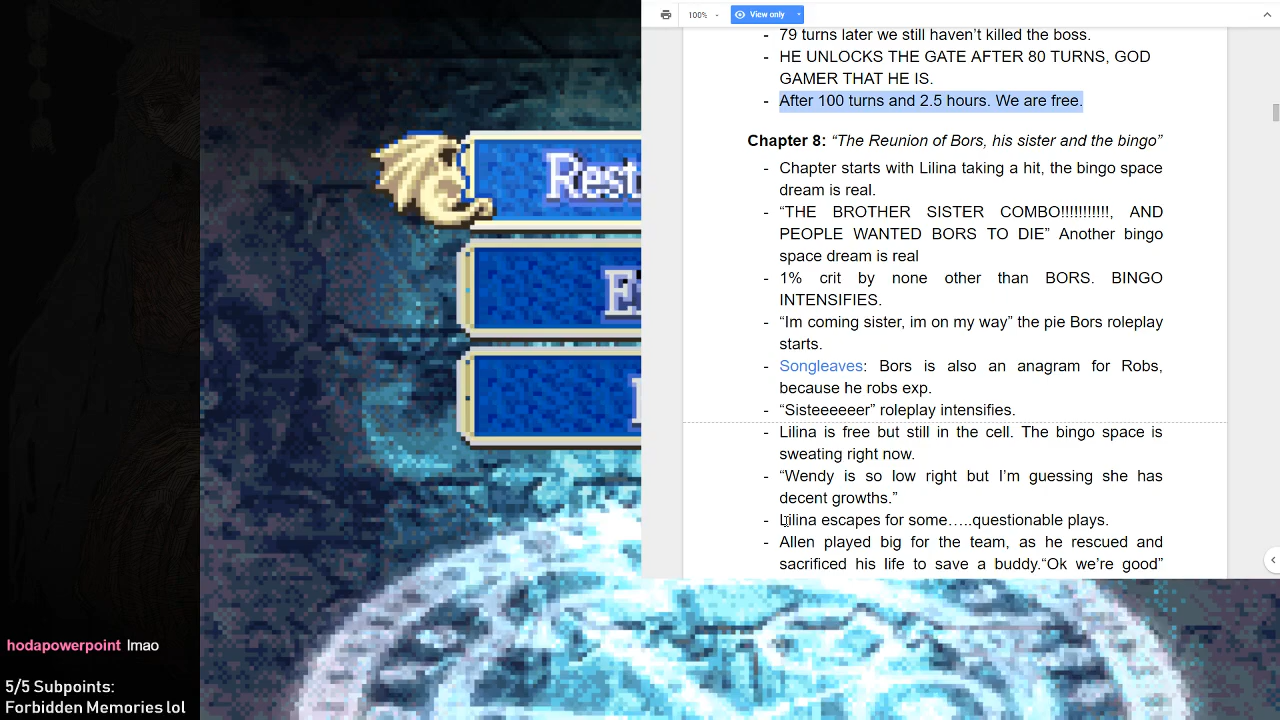 100%
View only
- 79 turns later we still haven’t killed the boss.
- HE UNLOCKS THE GATE AFTER 80 TURNS, GOD
GAMER THAT HE IS.
- After 100 turns and 2.5 hours. We are free.
Chapter 8: “The Reunion of Bors, his sister and the bingo”
- Chapter starts with Lilina taking a hit, the bingo space
dream is real.
- “THE BROTHER SISTER COMBO!!!!!!!!!!, AND
PEOPLE WANTED BORS TO DIE” Another bingo
space dream is real
- 1% crit by none other than BORS. BINGO
INTENSIFIES.
- “Im coming sister, im on my way” the pie Bors roleplay
starts.
- Songleaves: Bors is also an anagram for Robs,
because he robs exp.
- “Sisteeeeeer” roleplay intensifies.
- Lilina is free but still in the cell. The bingo space is
sweating right now.
- “Wendy is so low right but I’m guessing she has
decent growths.”
- Lilina escapes for some…..questionable plays.
- Allen played big for the team, as he rescued and
sacrificed his life to save a buddy.“Ok we’re good”
Rest
hodapowerpoint lmao
5/5 Subpoints:
Forbidden Memories lol